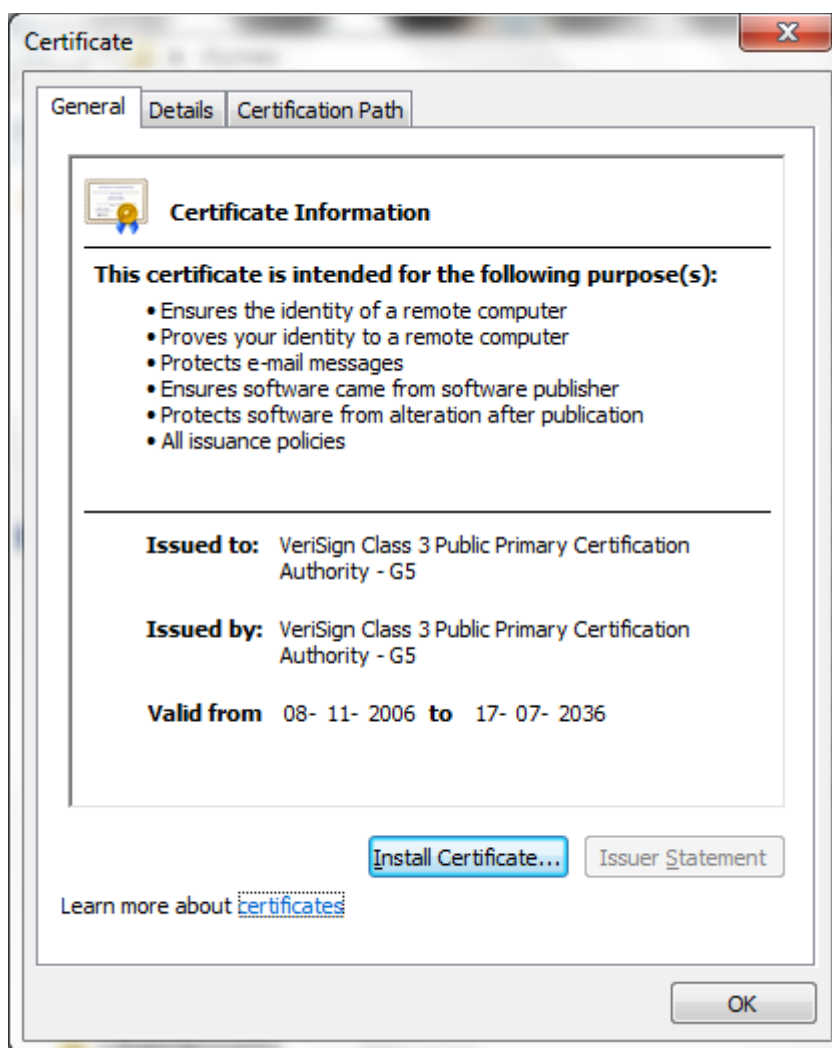 Certificate
General Details Certification Path
Certificate Information
This certificate is intended for the following purpose(s):
• Ensures the identity of a remote computer
• Proves your identity to a remote computer
• Protects e-mail messages
• Ensures software came from software publisher
• Protects software from alteration after publication
• All issuance policies
Issued to: VeriSign Class 3 Public Primary Certification
Authority - G5
Issued by: VeriSign Class 3 Public Primary Certification
Authority - G5
Valid from 08- 11- 2006 to 17- 07- 2036
Install Certificate... Issuer Statement
Learn more about certificates
OK